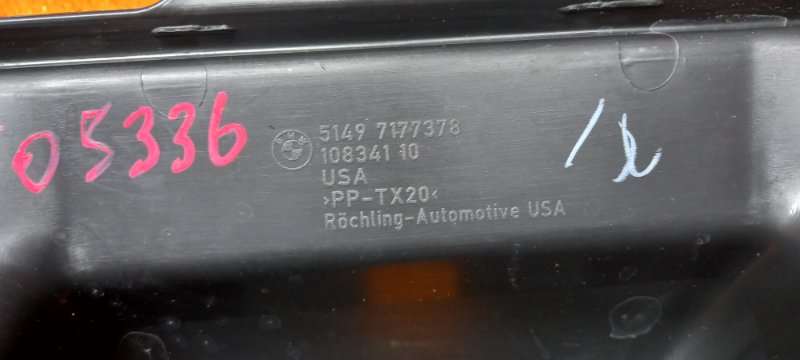 05336
5149 7177378
108341 10
USA
>PP-TX20<
Röchling-Automotive USA